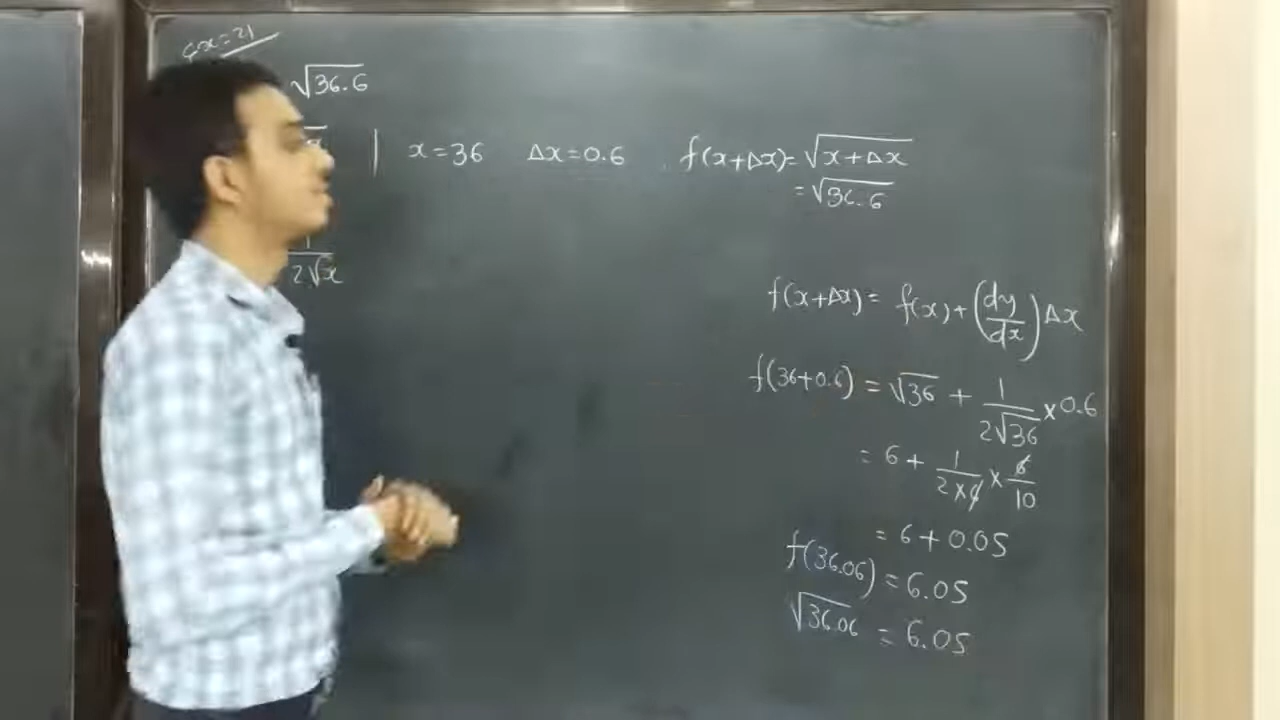 x=21
√36.6
x=36 Δx=0.6 f(x+Δx)=√x+Δx
=√36.6
1
2√x
f(x+Δx)= f(x)+(dy/dx)Δx
f(36+0.6) = √36 + 1/2√36 ×0.6
= 6+ 1/2×6 × 6/10
= 6+0.05
f(36.06) = 6.05
√36.06 = 6.05